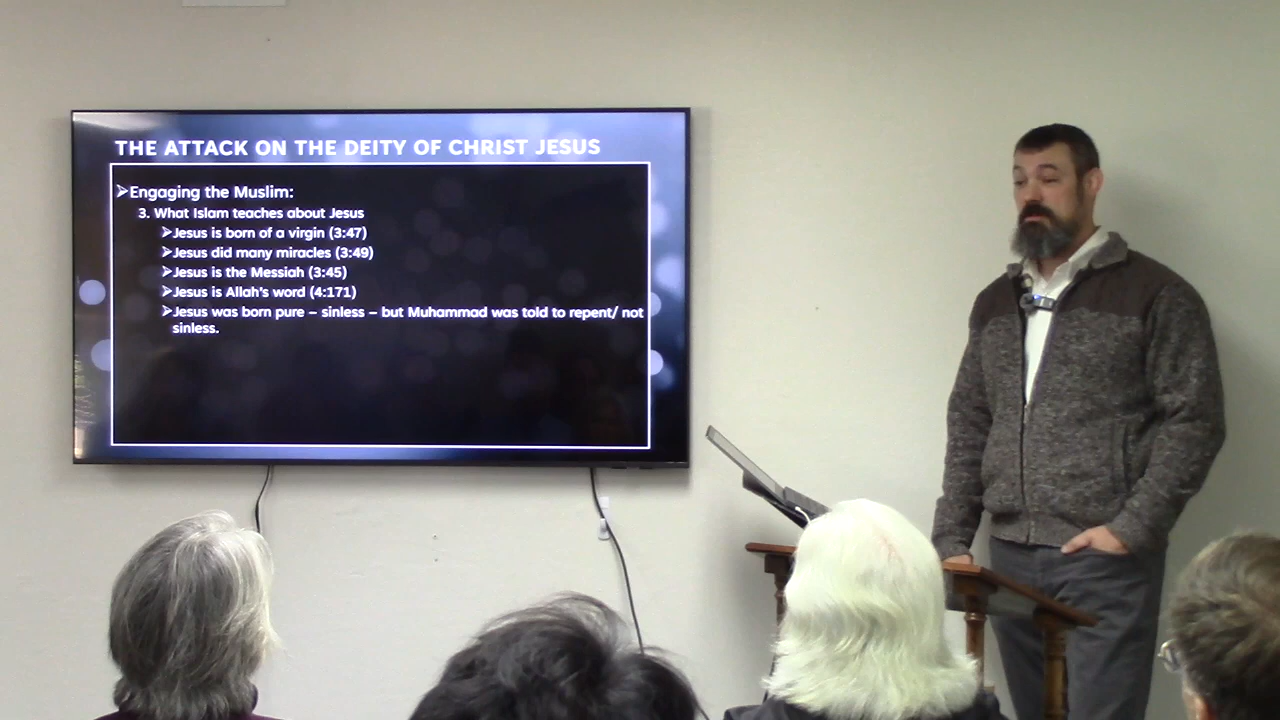 THE ATTACK ON THE DEITY OF CHRIST JESUS
➢Engaging the Muslim:
3. What Islam teaches about Jesus
➢Jesus is born of a virgin (3:47)
➢Jesus did many miracles (3:49)
➢Jesus is the Messiah (3:45)
➢Jesus is Allah's word (4:171)
➢Jesus was born pure – sinless – but Muhammad was told to repent/ not
sinless.